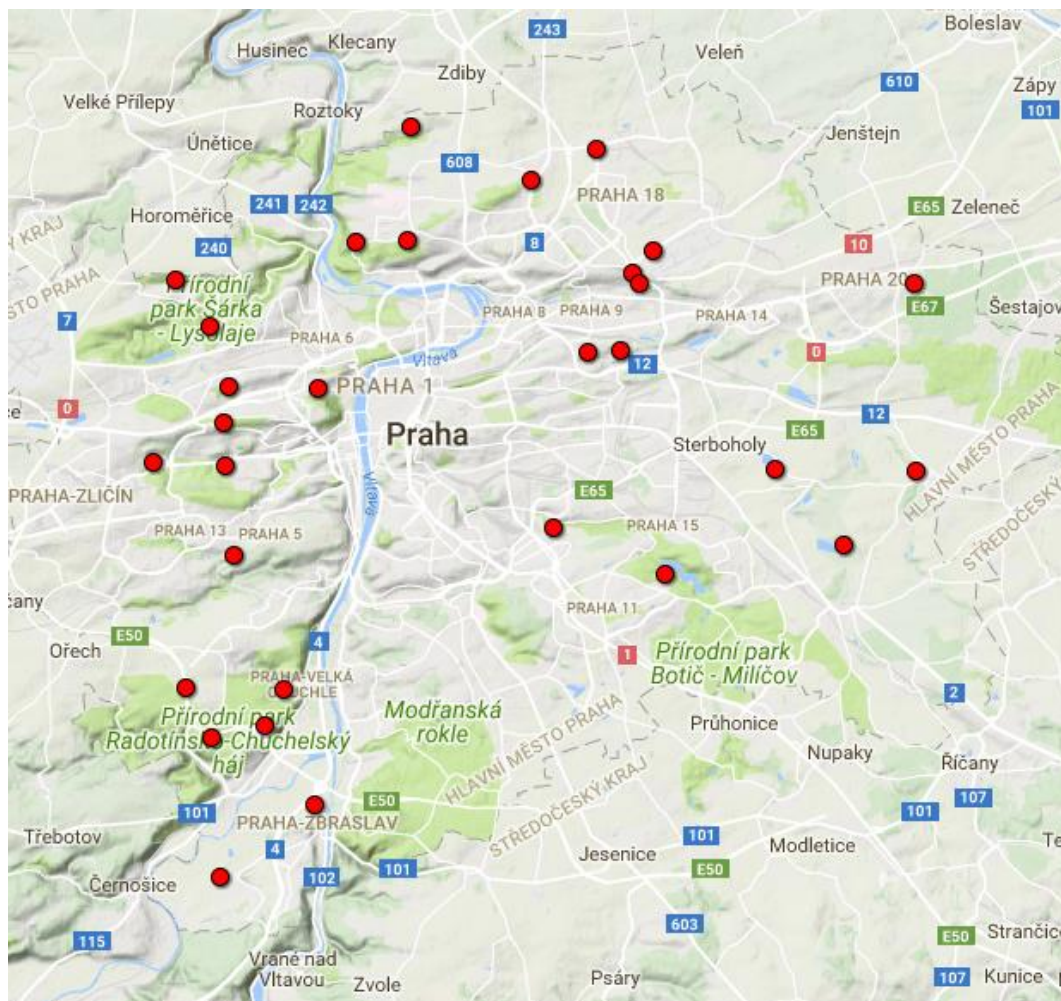 243
Boleslav
Klecany
Husinec
Veleň
Zdiby
610
Zápy
Velké Přílepy
Roztoky
101
Jenštejn
Únětice
608
PRAHA 18
241
242
E65
Zeleneč
Horoměřice
240
8
10
Přírodní
park Šárka
- Lysolaje
PRAHA 20
E67
Šestajov
7
PRAHA 8
PRAHA 9
PRAHA 14
PRAHA 6
Vltava
0
12
PRAHA 1
0
12
Praha
E65
Sterboholy
HLAVNÍ MĚSTO PRAHA
STŘEDOČESKÝ
PRAHA-ZLIČÍN
Vltava
E65
PRAHA 13
PRAHA 5
PRAHA 15
PRAHA 11
E50
4
Ořech
1
Přírodní park
Botič - Milíčov
PRAHA-VELKÁ
CHUCHLE
2
Modřanská
rokle
Průhonice
Přírodní park
Radotínsko-Chuchelský
háj
HLAVNÍ MĚSTO PRAHA
STŘEDOČESKÝ KRAJ
Nupaky
Říčany
E50
101
107
101
PRAHA-ZBRASLAV
Třebotov
4
101
Jesenice
Modletice
101
102
E50
Černošice
603
115
E50
Strančice
Vrané nad
Vltavou
Zvole
Psáry
107
Kunice